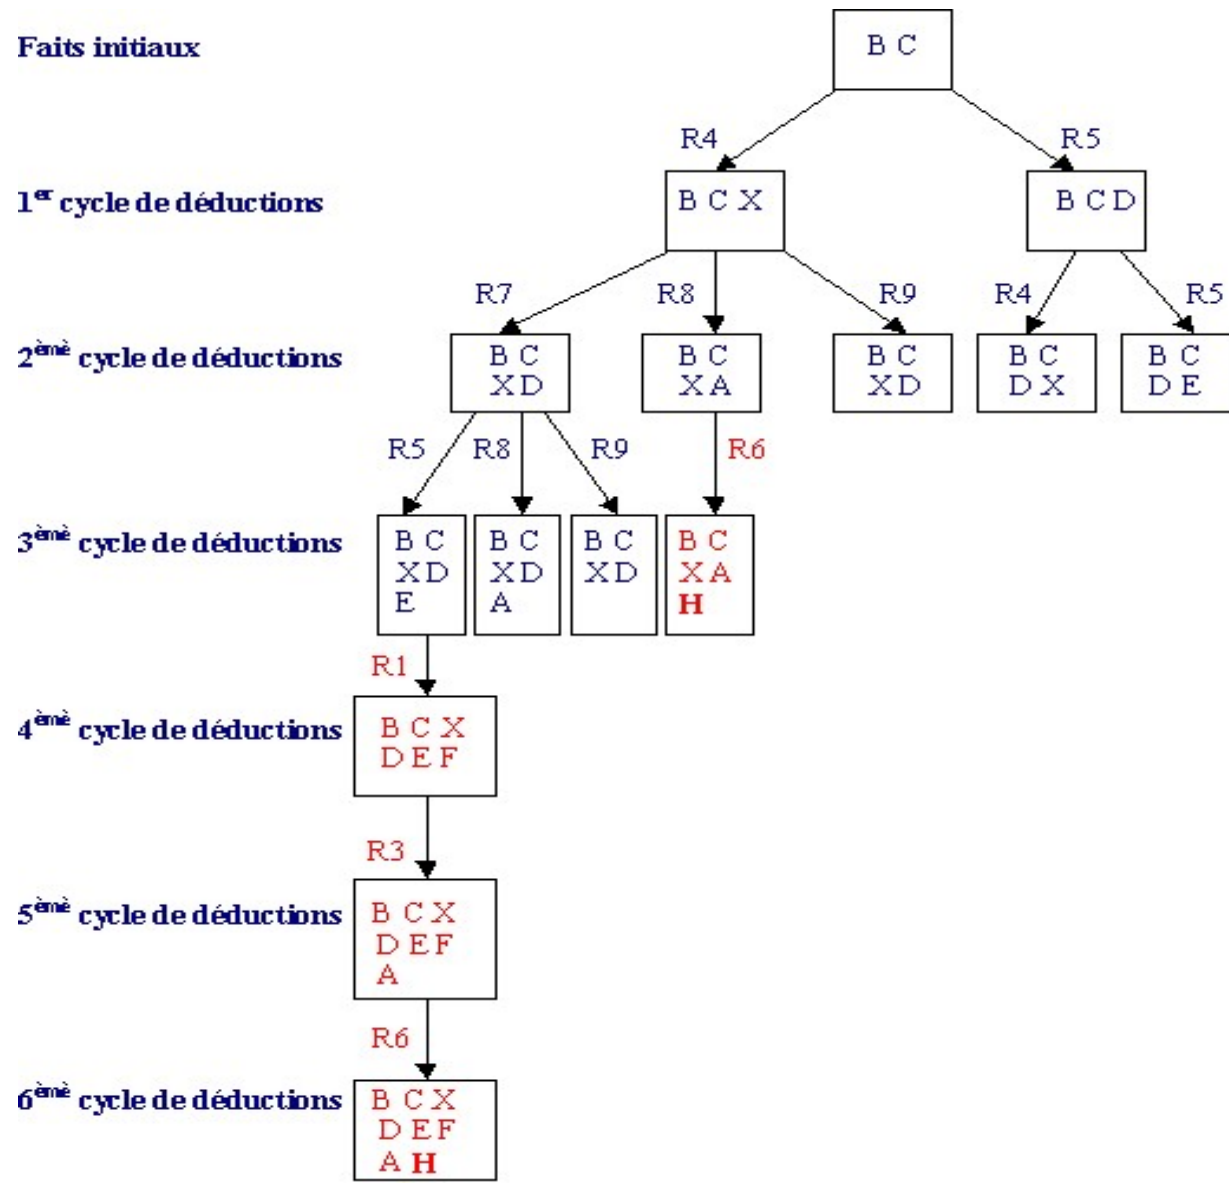 Faits initiaux
B C
R4
R5
1er cycle de déductions
B C X
B C D
R7
R8
R9
R4
R5
2ème cycle de déductions
B C
X D
B C
X A
B C
X D
B C
D X
B C
D E
R5
R8
R9
R6
3ème cycle de déductions
B C
X D
E
B C
X D
A
B C
X D
B C
X A
H
R1
4ème cycle de déductions
B C X
D E F
R3
5ème cycle de déductions
B C X
D E F
A
R6
6ème cycle de déductions
B C X
D E F
A H